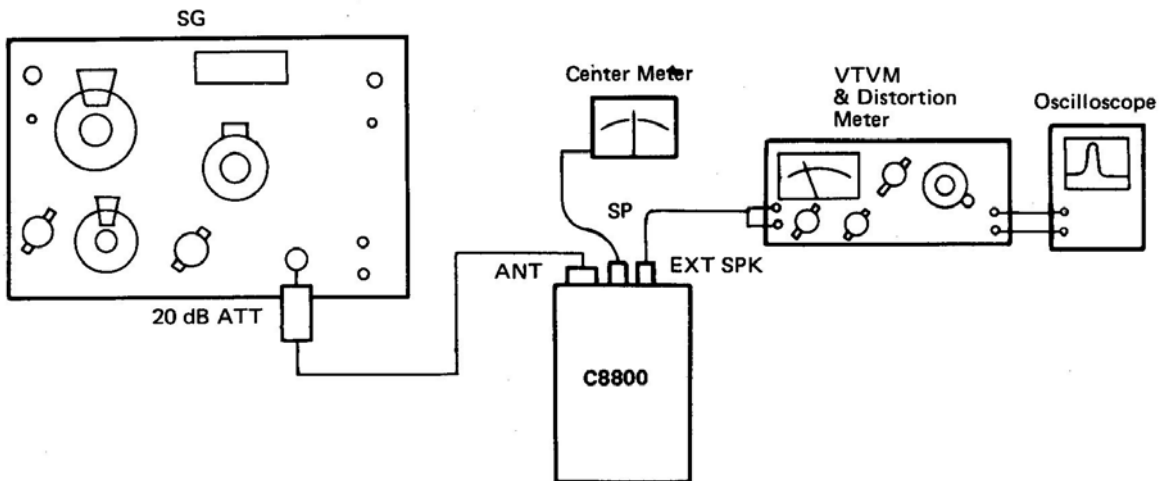 SG
Center Meter
VTVM
& Distortion
Meter
Oscilloscope
SP
ANT
EXT SPK
20 dB ATT
C8800